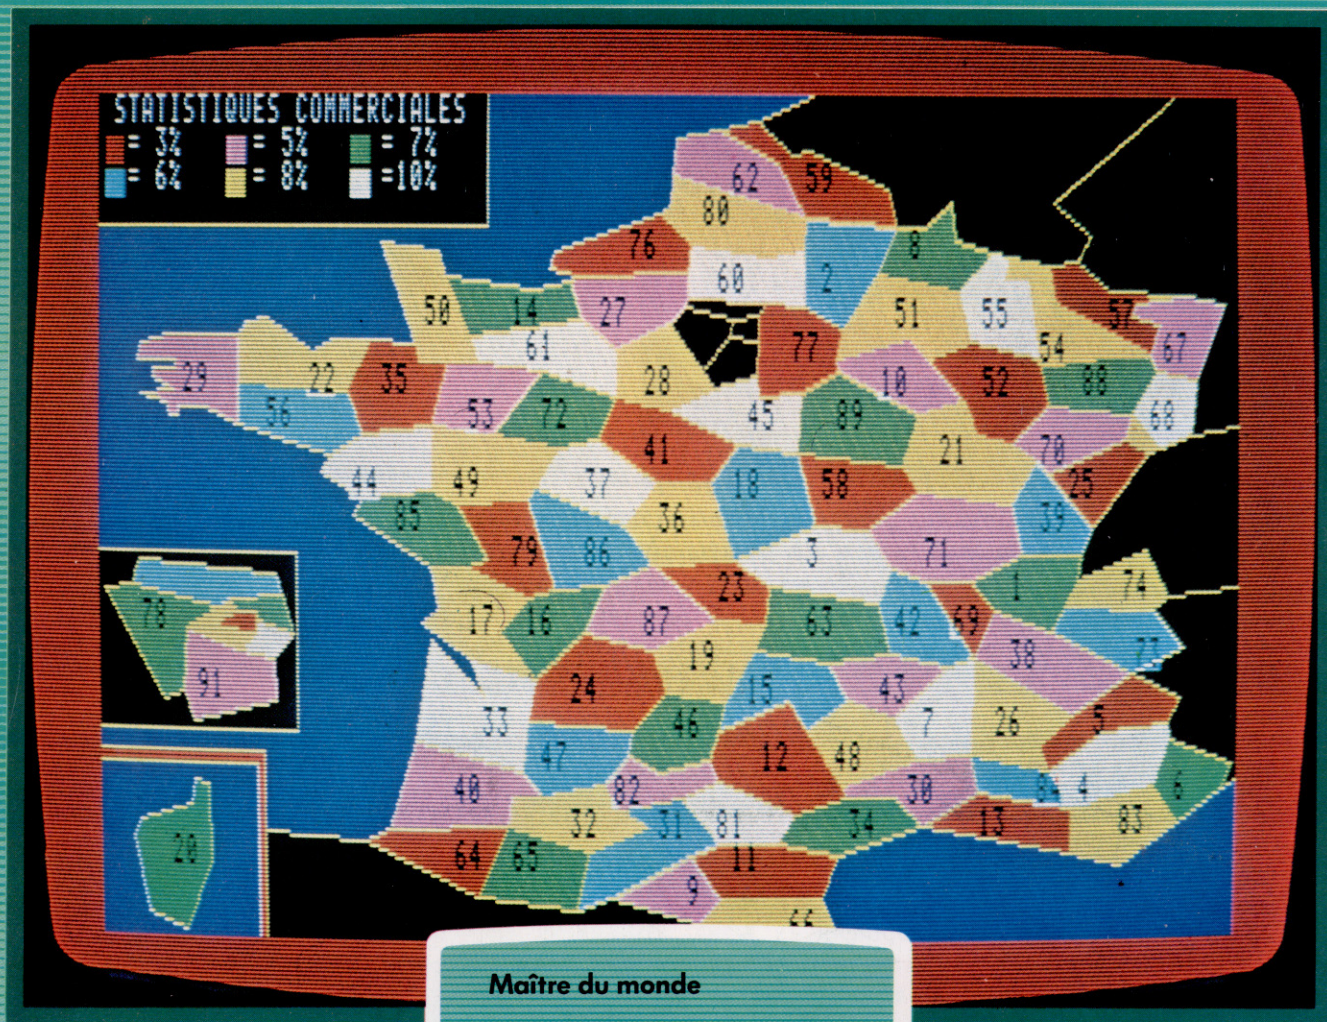 STATISTIQUES COMMERCIALES
= 3% = 5% = 7%
= 6% = 8% =10%
62 59
80
76 8
60 2
50 14 27 51 55 57
61 77 54 67
29 22 35 28 10 52 88
56 53 72 45 89 68
41 21 70
44 49 37 18 58 25
85 36 39
79 86 3 71
23 1 74
78 17 16 87 63 42 69
19 38 73
91 24 15 43
33 46 7 26 5
47 12 48
40 82 30 84 4 6
32 31 81 34 13 83
20 64 65 11
9
66
Maître du monde